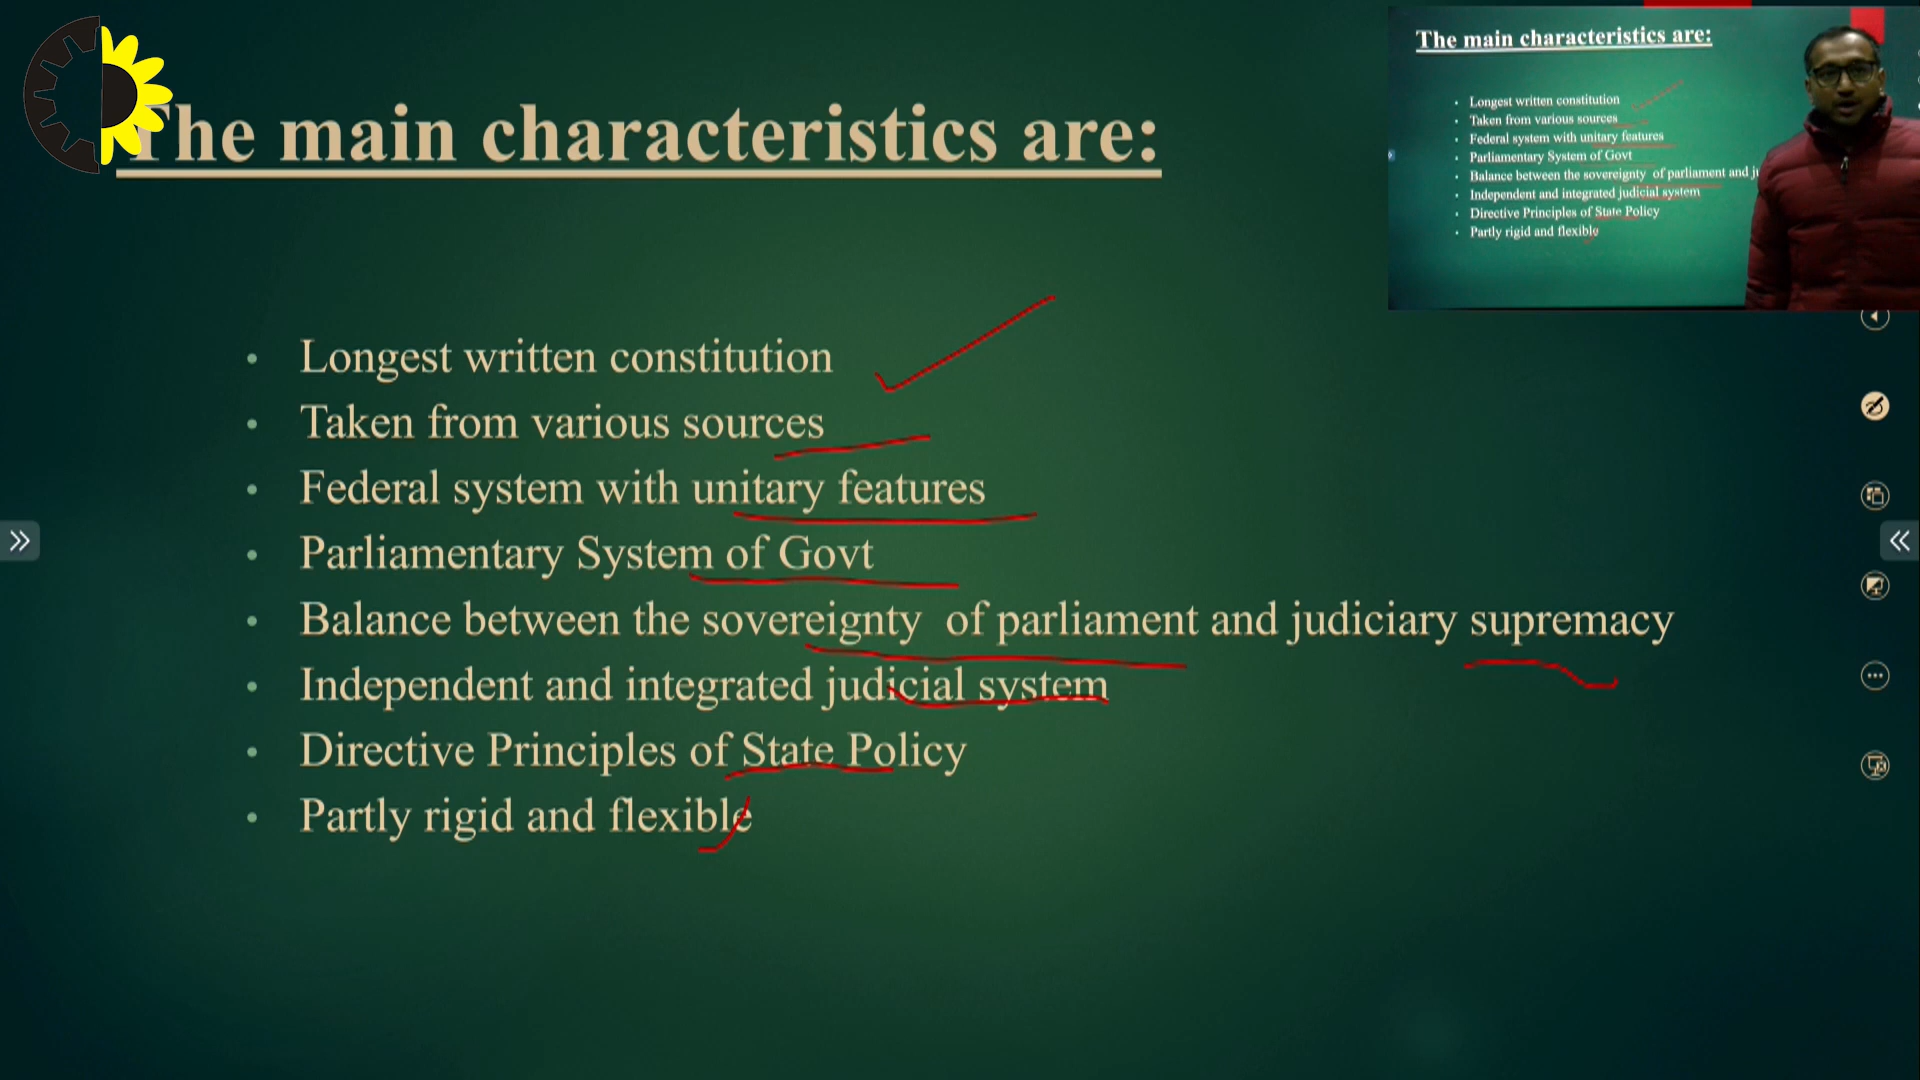 The main characteristics are:
• Longest written constitution
• Taken from various sources
• Federal system with unitary features
• Parliamentary System of Govt
• Balance between the sovereignty of parliament and judiciary supremacy
• Independent and integrated judicial system
• Directive Principles of State Policy
• Partly rigid and flexible
The main characteristics are:
• Longest written constitution
• Taken from various sources
• Federal system with unitary features
• Parliamentary System of Govt
• Balance between the sovereignty of parliament and ju
• Independent and integrated judicial system
• Directive Principles of State Policy
• Partly rigid and flexible